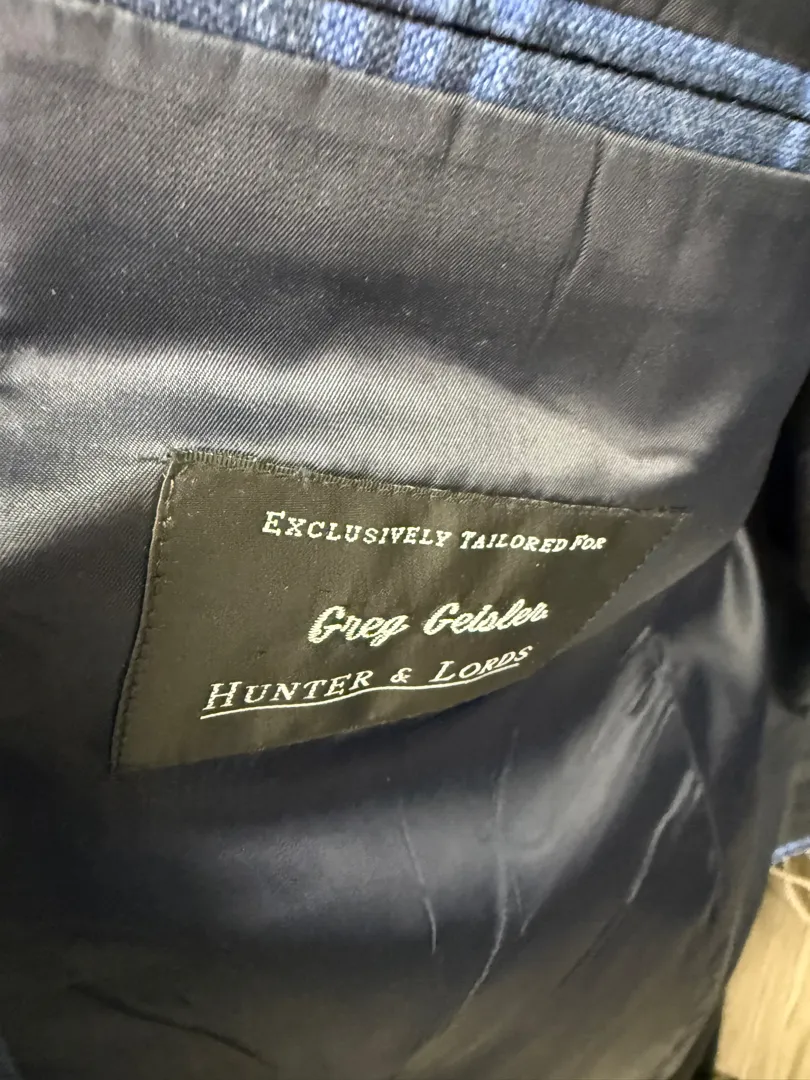 EXCLUSIVELY TAILORED FOR
Greg Geisler
HUNTER & LORDS